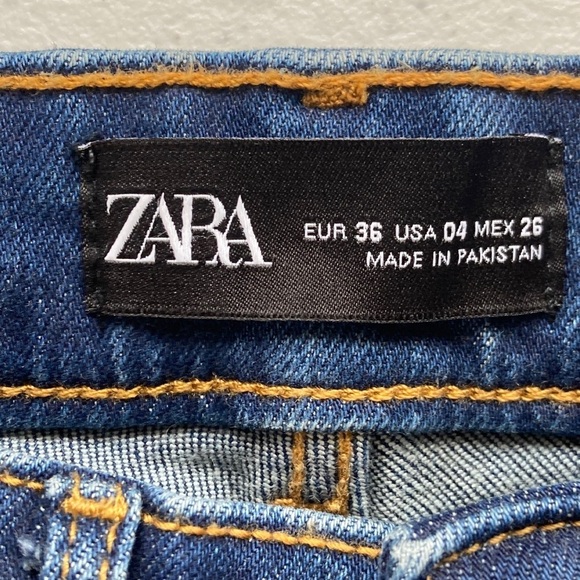 ZARA
EUR 36 USA 04 MEX 26
MADE IN PAKISTAN